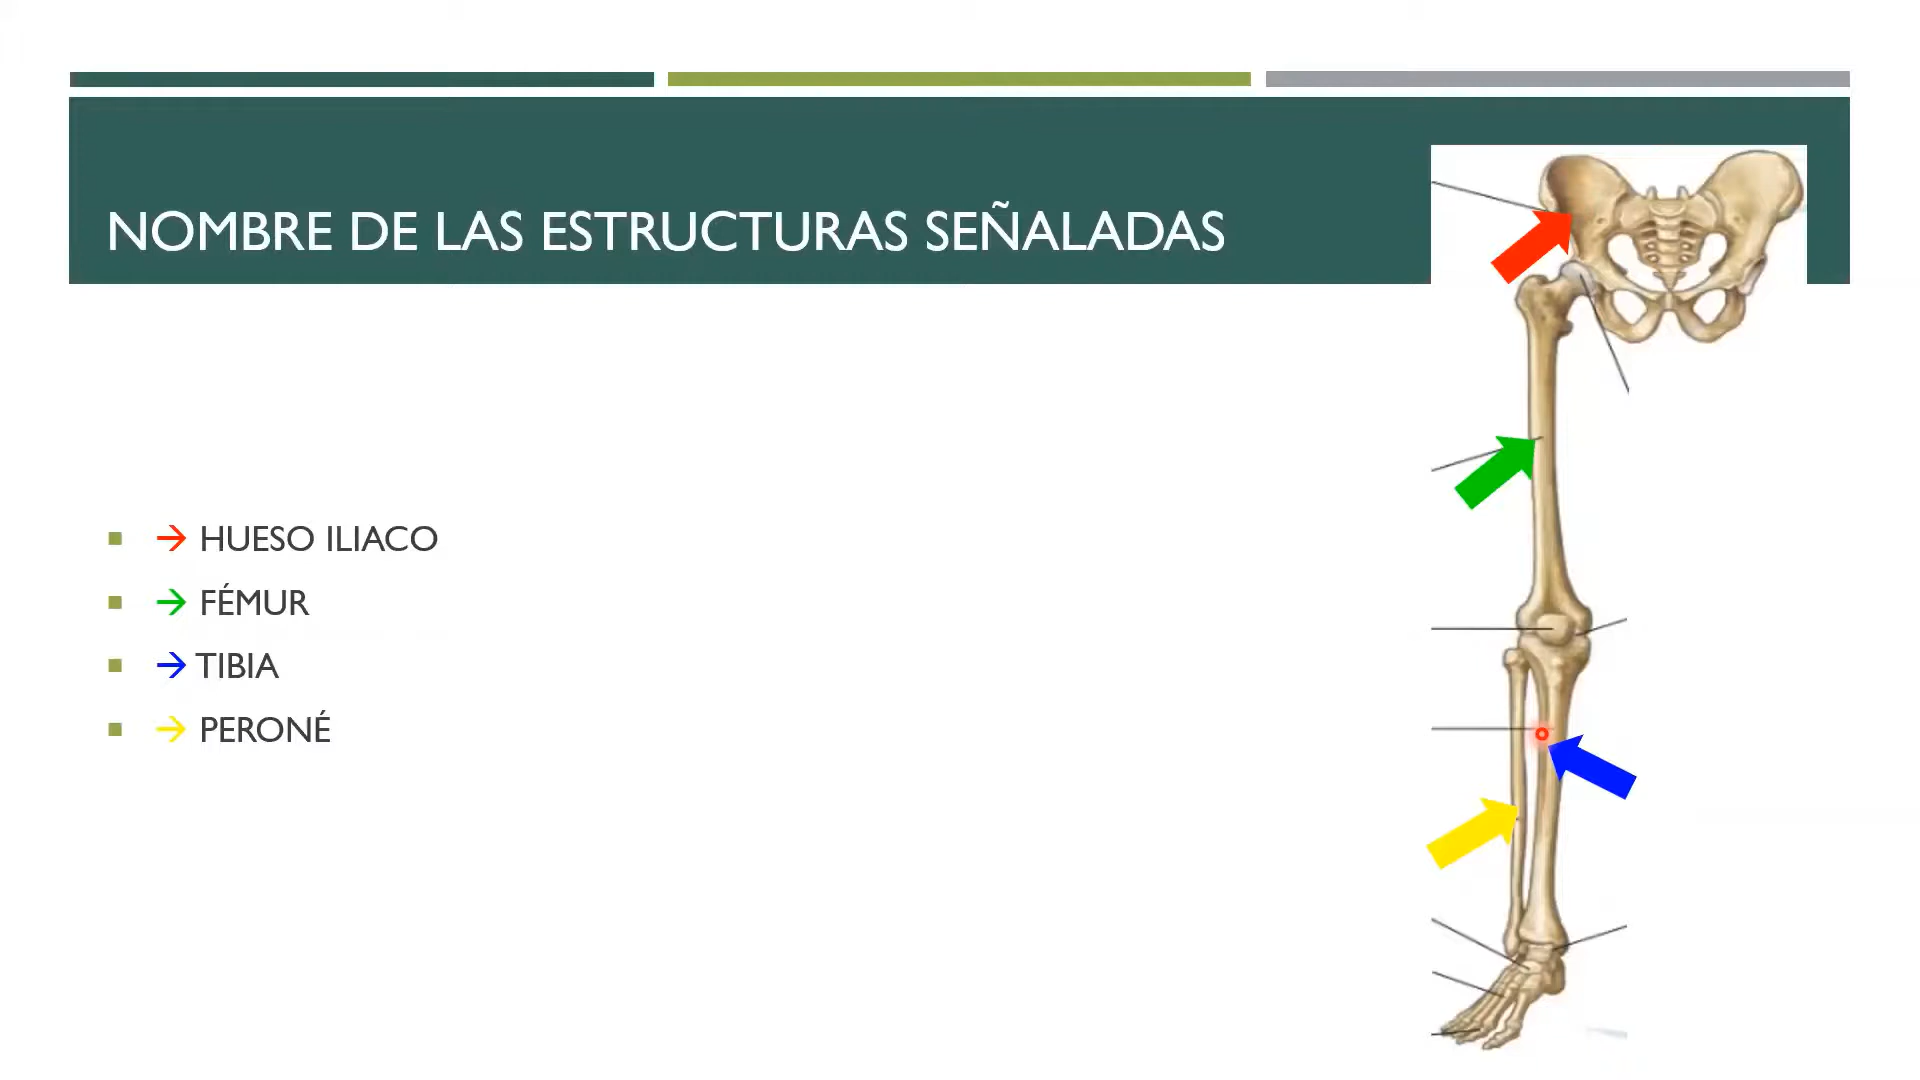 NOMBRE DE LAS ESTRUCTURAS SEÑALADAS
→ HUESO ILIACO
→ FÉMUR
→ TIBIA
→ PERONÉ